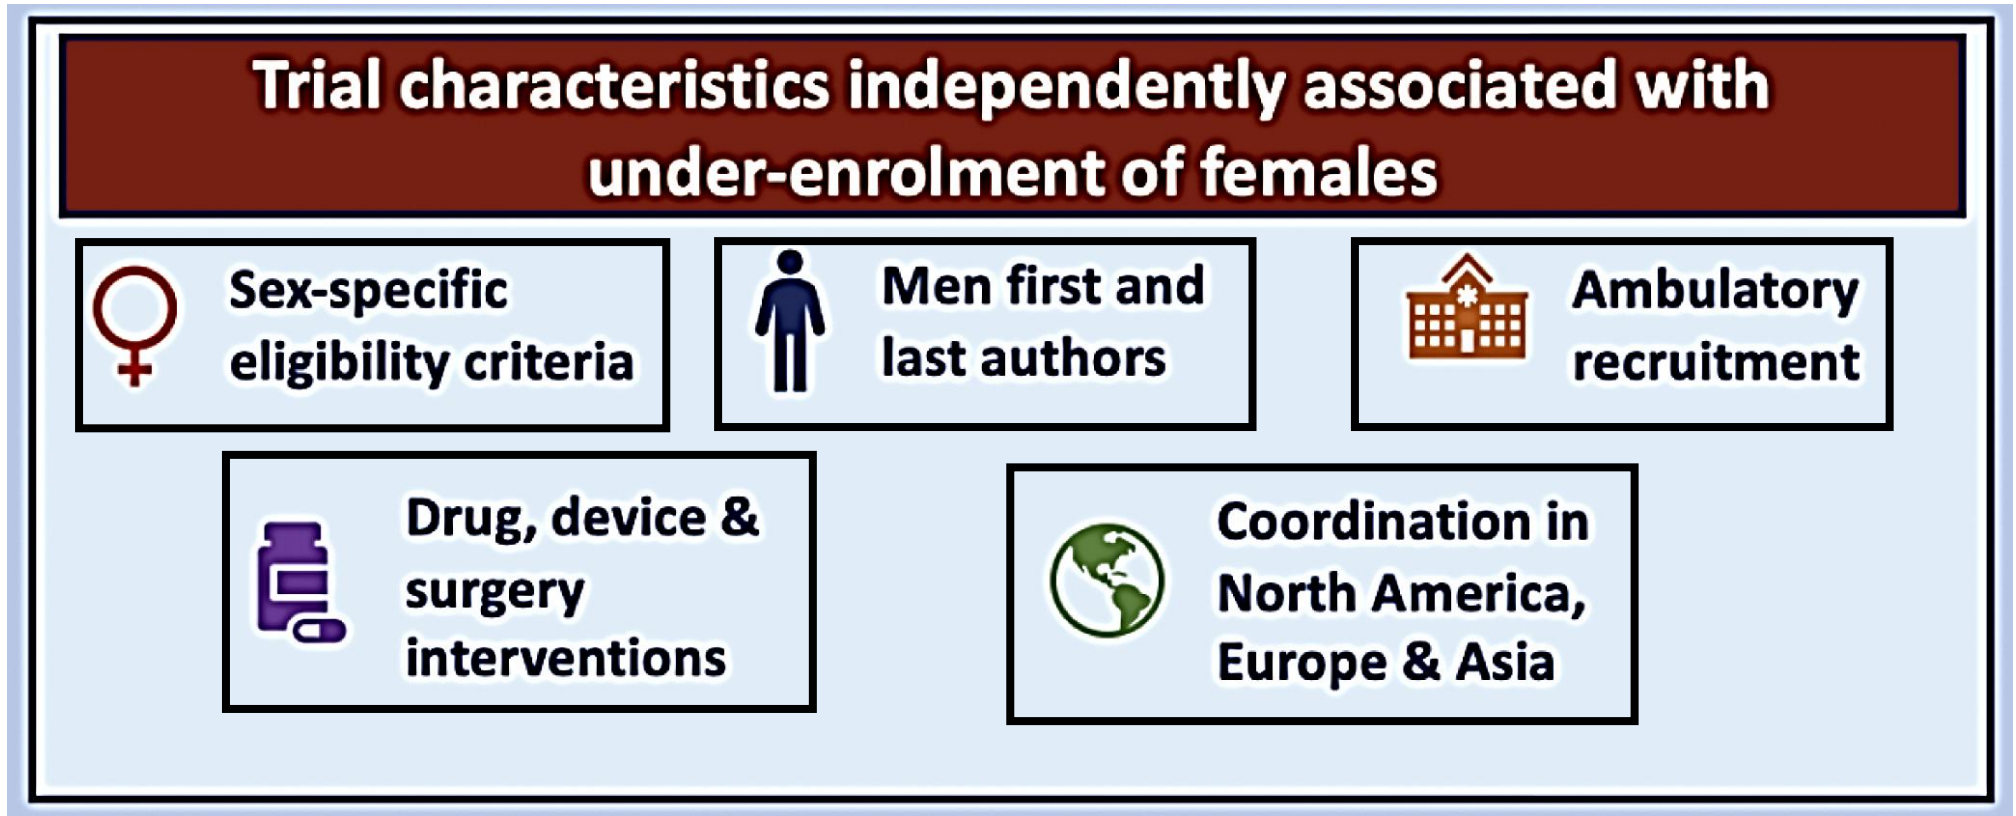 Trial characteristics independently associated with
under-enrolment of females
Sex-specific
eligibility criteria
Men first and
last authors
Ambulatory
recruitment
Drug, device &
surgery
interventions
Coordination in
North America,
Europe & Asia